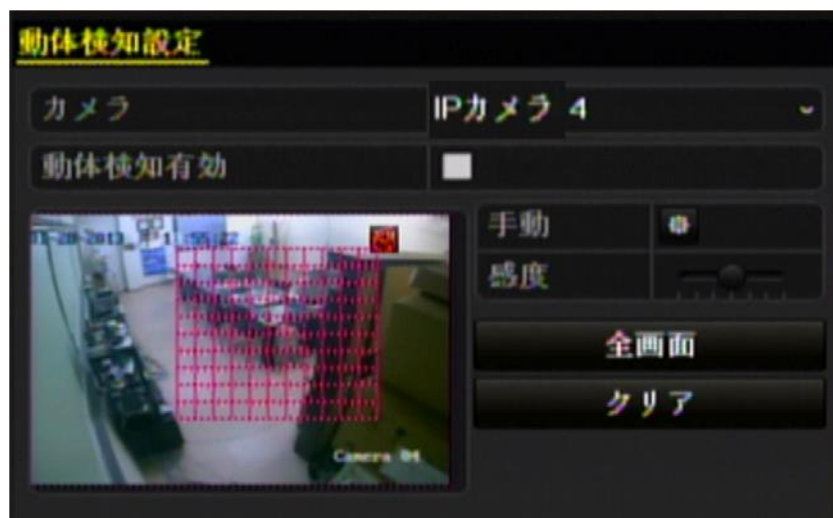 動体検知設定
カメラ
IPカメラ 4
動体検知有効
手動
感度
全画面
クリア
Camera 04